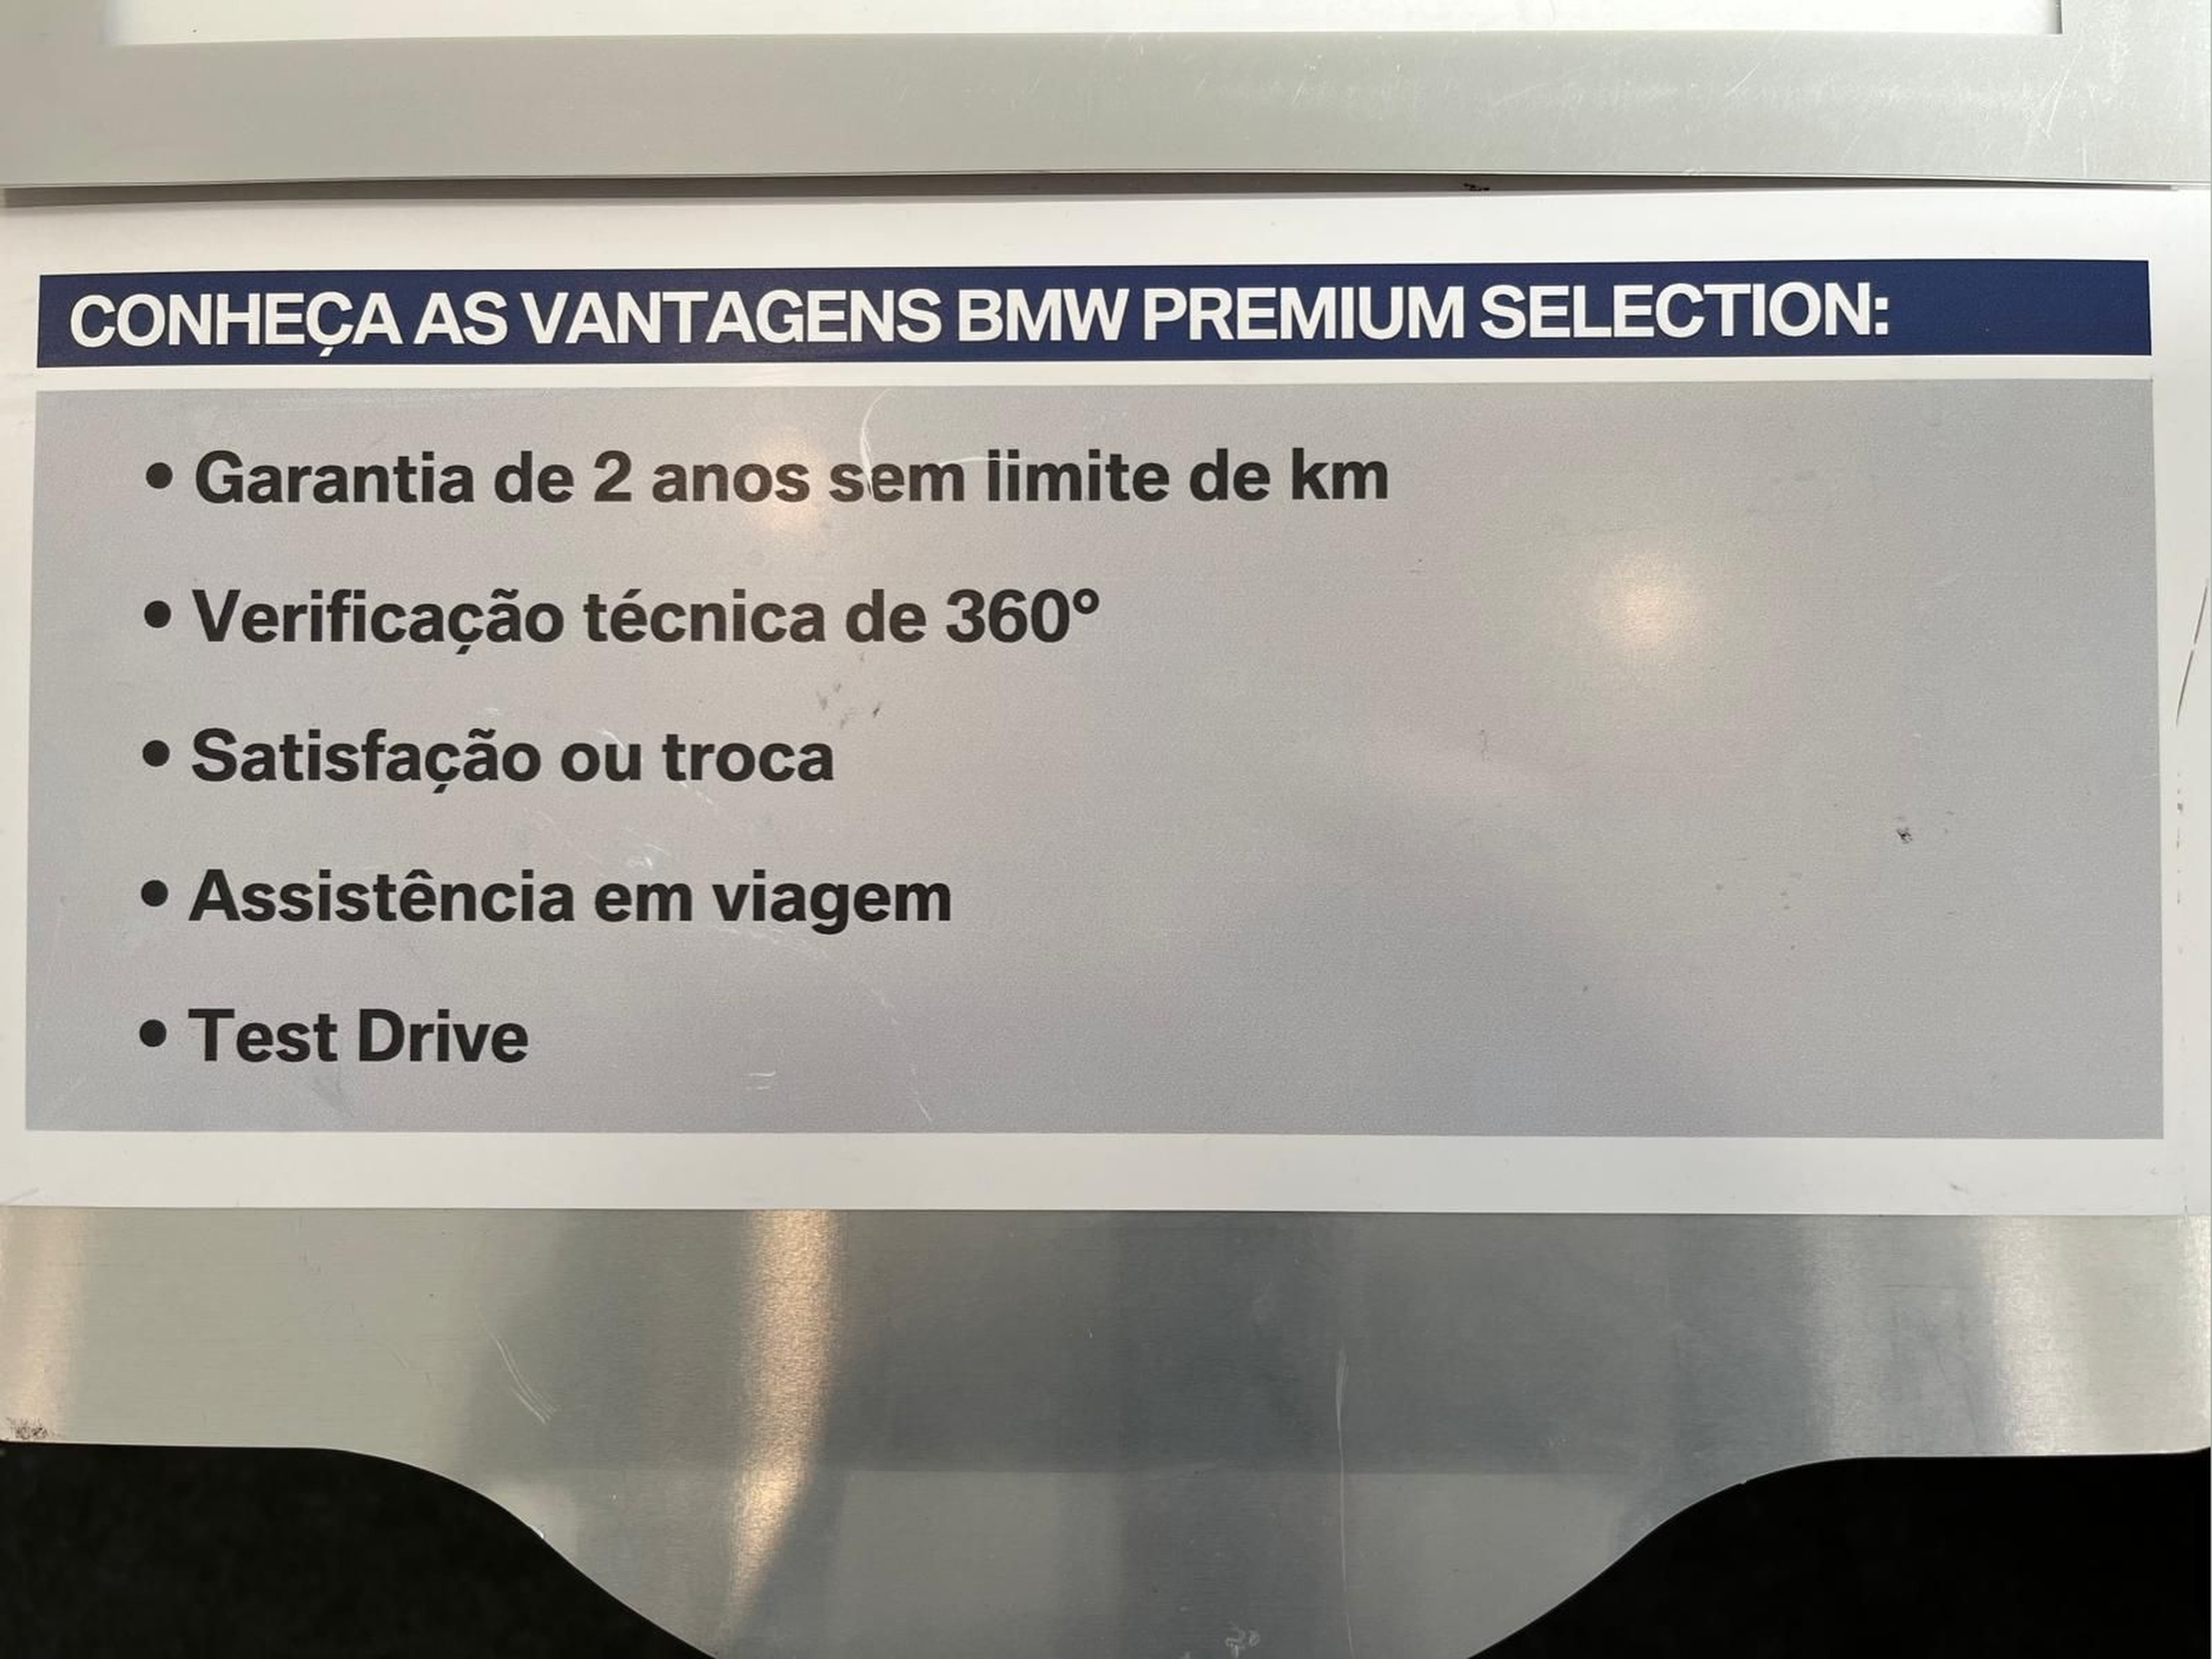 CONHEÇA AS VANTAGENS BMW PREMIUM SELECTION:
• Garantia de 2 anos sem limite de km
• Verificação técnica de 360°
• Satisfação ou troca
• Assistência em viagem
• Test Drive